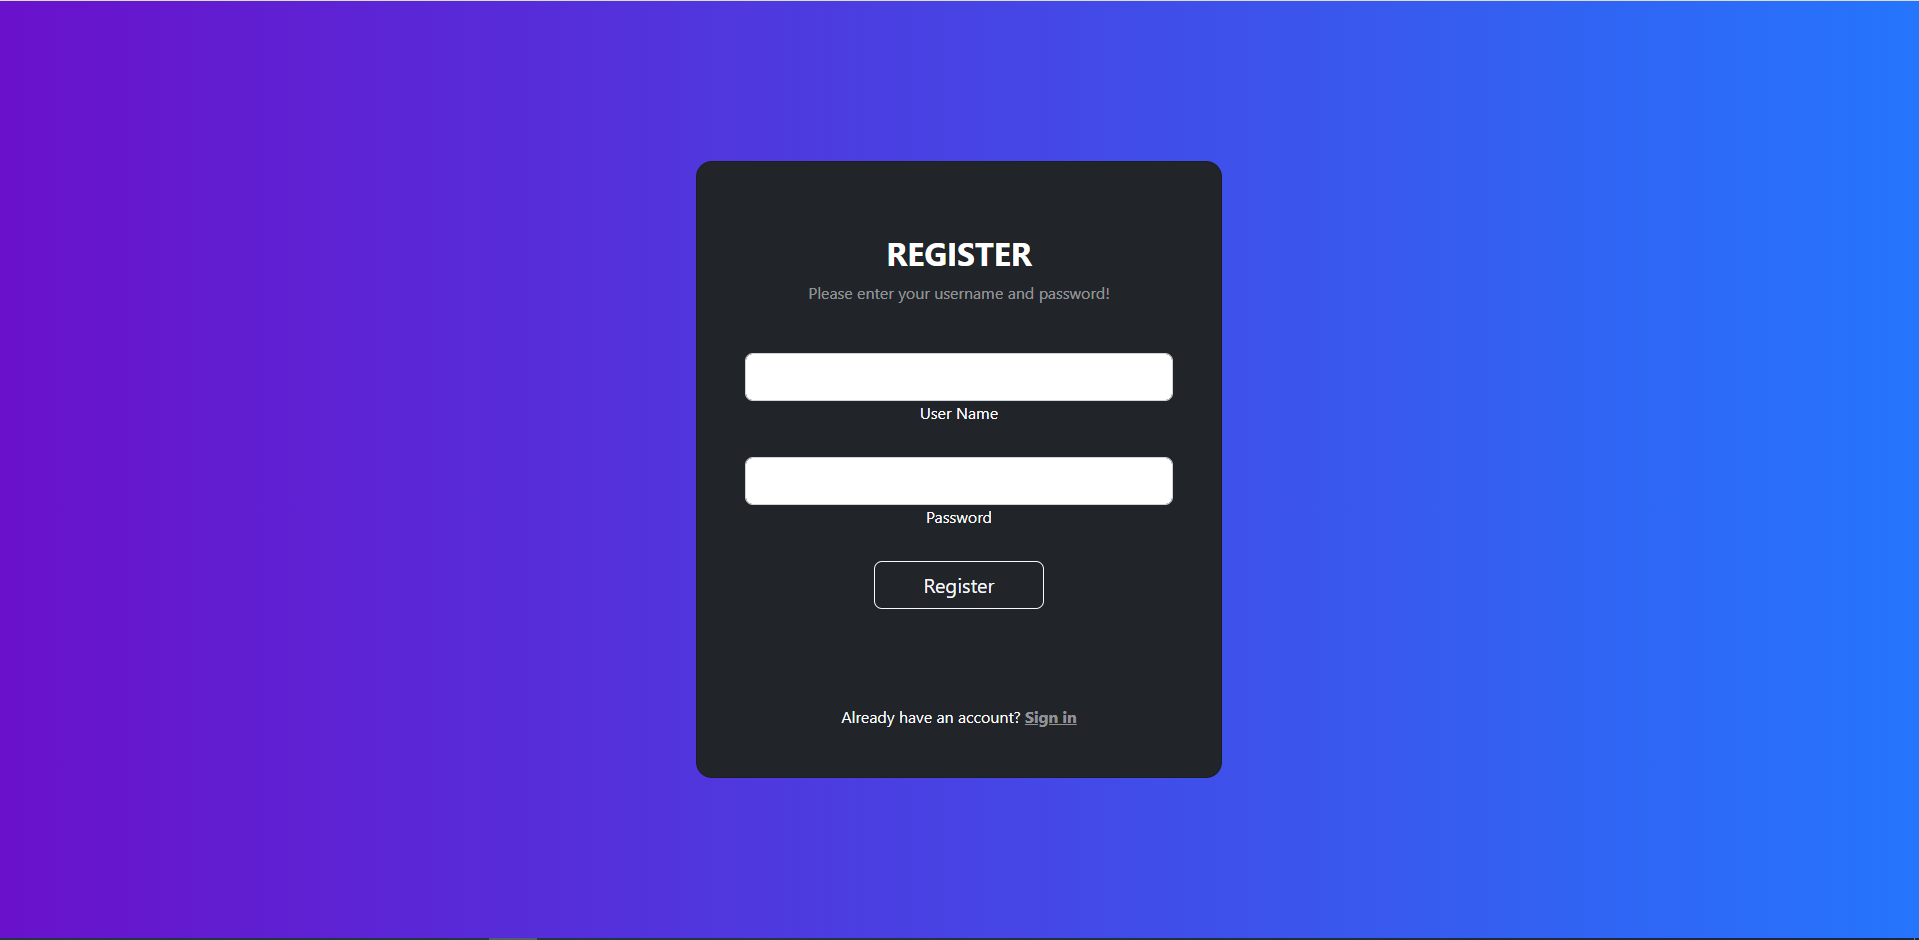 REGISTER
Please enter your username and password!
User Name
Password
Register
Already have an account? Sign in